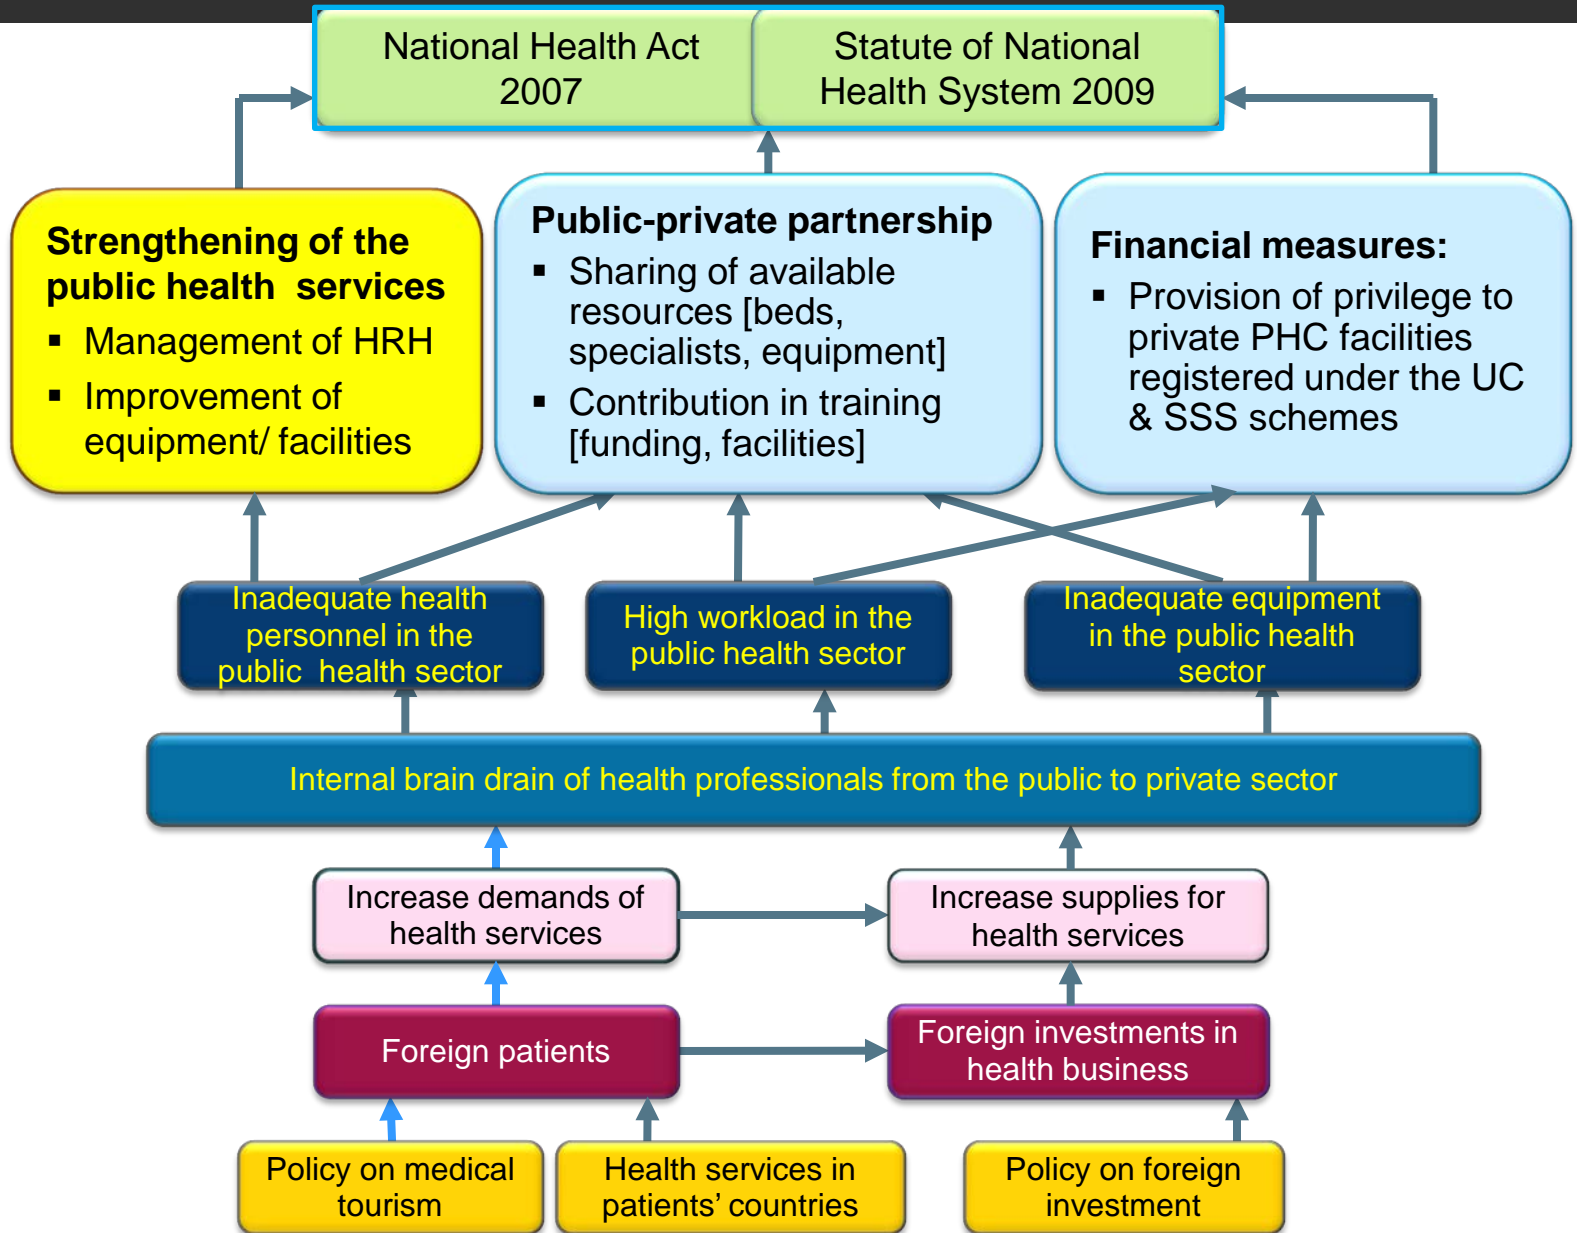 National Health Act
2007
Statute of National
Health System 2009
Strengthening of the
public health services
▪ Management of HRH
▪ Improvement of
equipment/ facilities
Public-private partnership
▪ Sharing of available
resources [beds,
specialists, equipment]
▪ Contribution in training
[funding, facilities]
Financial measures:
▪ Provision of privilege to
private PHC facilities
registered under the UC
& SSS schemes
Inadequate health
personnel in the
public health sector
High workload in the
public health sector
Inadequate equipment
in the public health
sector
Internal brain drain of health professionals from the public to private sector
Increase demands of
health services
Increase supplies for
health services
Foreign patients
Foreign investments in
health business
Policy on medical
tourism
Health services in
patients’ countries
Policy on foreign
investment